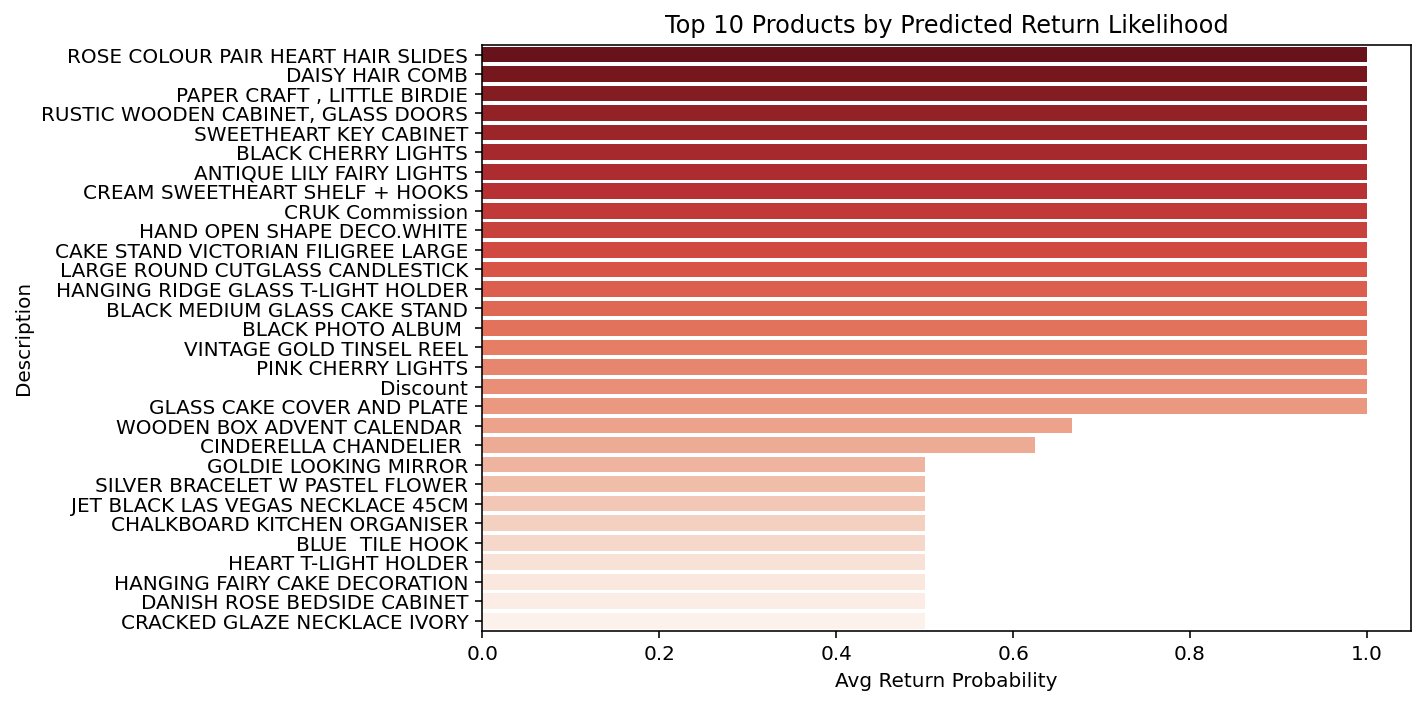 Top 10 Products by Predicted Return Likelihood
ROSE COLOUR PAIR HEART HAIR SLIDES
DAISY HAIR COMB
PAPER CRAFT , LITTLE BIRDIE
RUSTIC WOODEN CABINET, GLASS DOORS
SWEETHEART KEY CABINET
BLACK CHERRY LIGHTS
ANTIQUE LILY FAIRY LIGHTS
CREAM SWEETHEART SHELF + HOOKS
CRUK Commission
HAND OPEN SHAPE DECO.WHITE
CAKE STAND VICTORIAN FILIGREE LARGE
LARGE ROUND CUTGLASS CANDLESTICK
HANGING RIDGE GLASS T-LIGHT HOLDER
BLACK MEDIUM GLASS CAKE STAND
BLACK PHOTO ALBUM
VINTAGE GOLD TINSEL REEL
PINK CHERRY LIGHTS
Discount
GLASS CAKE COVER AND PLATE
WOODEN BOX ADVENT CALENDAR
CINDERELLA CHANDELIER
GOLDIE LOOKING MIRROR
SILVER BRACELET W PASTEL FLOWER
JET BLACK LAS VEGAS NECKLACE 45CM
CHALKBOARD KITCHEN ORGANISER
BLUE  TILE HOOK
HEART T-LIGHT HOLDER
HANGING FAIRY CAKE DECORATION
DANISH ROSE BEDSIDE CABINET
CRACKED GLAZE NECKLACE IVORY
Description
0.0 0.2 0.4 0.6 0.8 1.0
Avg Return Probability